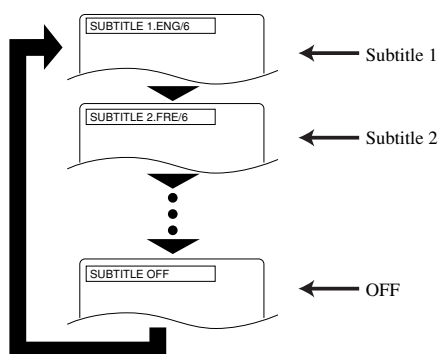 SUBTITLE 1.ENG/6
Subtitle 1
SUBTITLE 2.FRE/6
Subtitle 2
SUBTITLE OFF
OFF